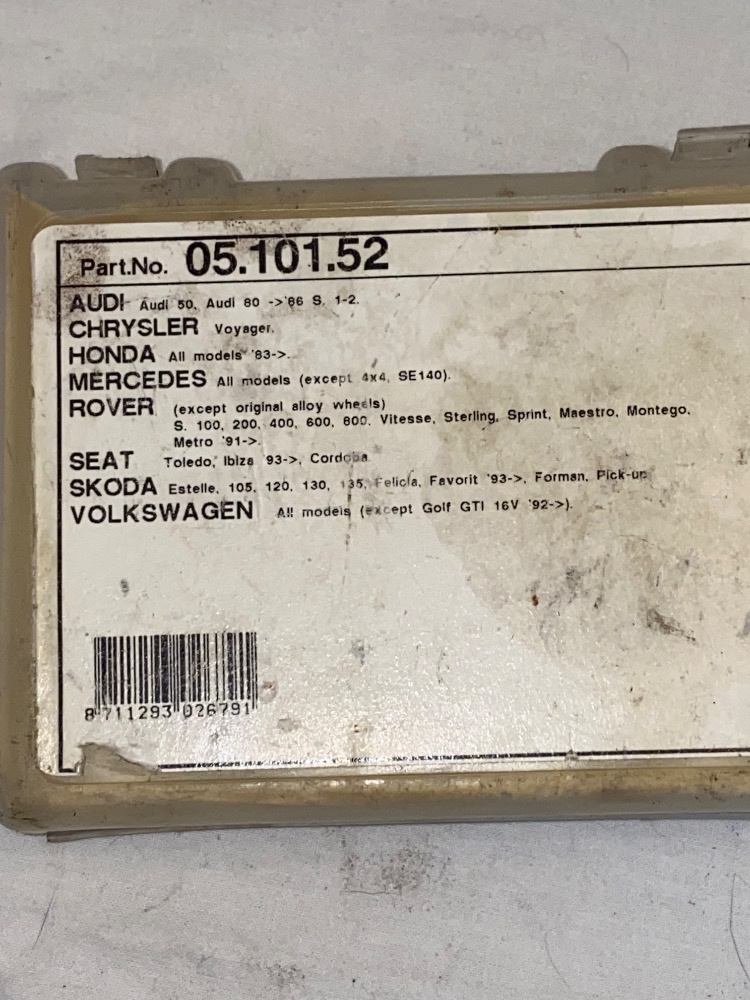 Part.No. 05.101.52
AUDI Audi 50, Audi 80 ->'86 S. 1-2.
CHRYSLER Voyager.
HONDA All models '83->.
MERCEDES All models (except 4x4, SE140).
ROVER (except original alloy wheels)
S. 100, 200, 400, 600, 800. Vitesse, Sterling, Sprint, Maestro, Montego.
Metro '91->.
SEAT Toledo, Ibiza '93->, Cordoba
SKODA Estelle, 105, 120, 130, 135, Felicia, Favorit '93->, Forman, Pick-up
VOLKSWAGEN All models (except Golf GTI 16V '92->).
8 711293 026791